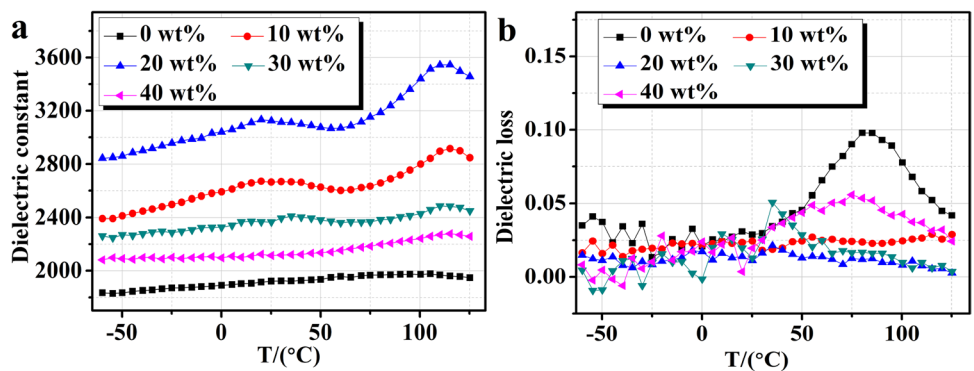 a
0 wt%
10 wt%
20 wt%
30 wt%
40 wt%
Dielectric constant
3600
3200
2800
2400
2000
-50
0
50
100
T/(°C)
b
0 wt%
10 wt%
20 wt%
30 wt%
40 wt%
Dielectric loss
0.15
0.10
0.05
0.00
-50
0
50
100
T/(°C)